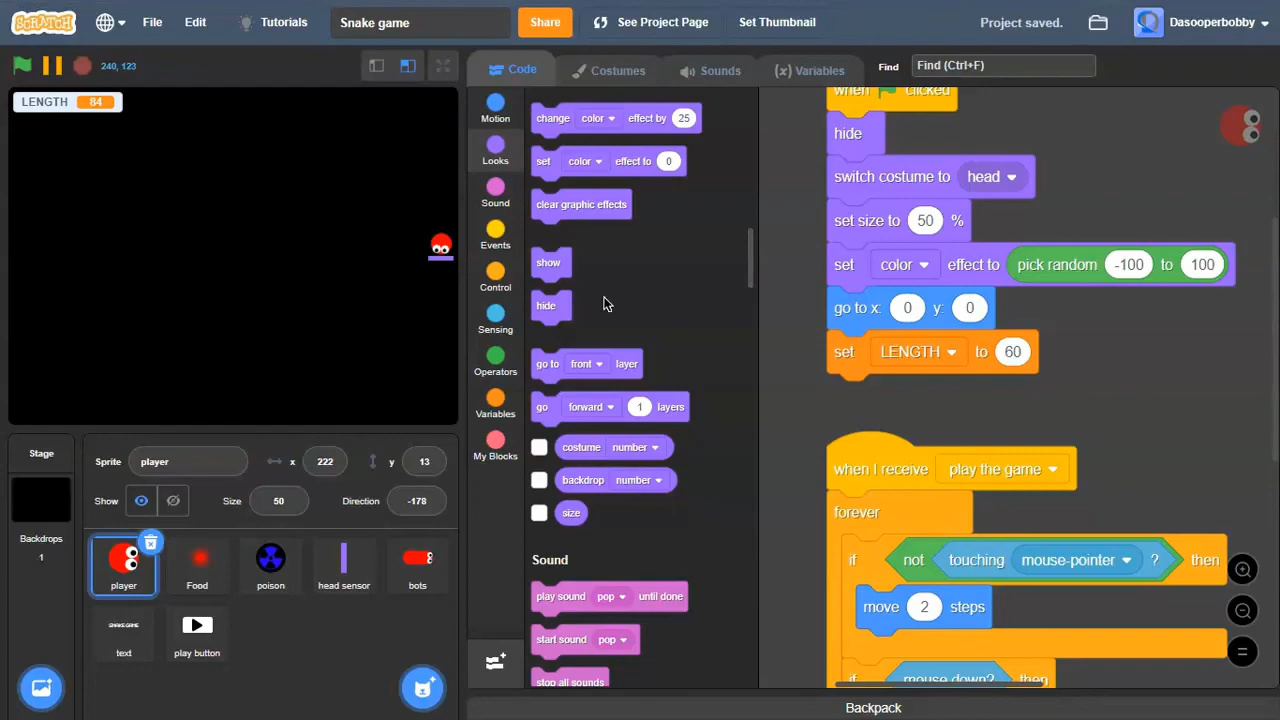 SCRATCH File Edit Tutorials Snake game Share See Project Page Set Thumbnail Project saved. Dasooperbobby
240, 123 Code Costumes Sounds Variables Find Find (Ctrl+F)
LENGTH 84
Motion
Looks
Sound
Events
Control
Sensing
Operators
Variables
My Blocks
change color effect by 25
set color effect to 0
clear graphic effects
show
hide
go to front layer
go forward 1 layers
costume number
backdrop number
size
Sound
play sound pop until done
start sound pop
stop all sounds
when clicked
hide
switch costume to head
set size to 50 %
set color effect to pick random -100 to 100
go to x: 0 y: 0
set LENGTH to 60
when I receive play the game
forever
if not touching mouse-pointer ? then
move 2 steps
if mouse down? then
Sprite player x 222 y 13
Show Size 50 Direction -178
Stage
Backdrops
1
player Food poison head sensor bots
SNAKE GAME
text play button
Backpack